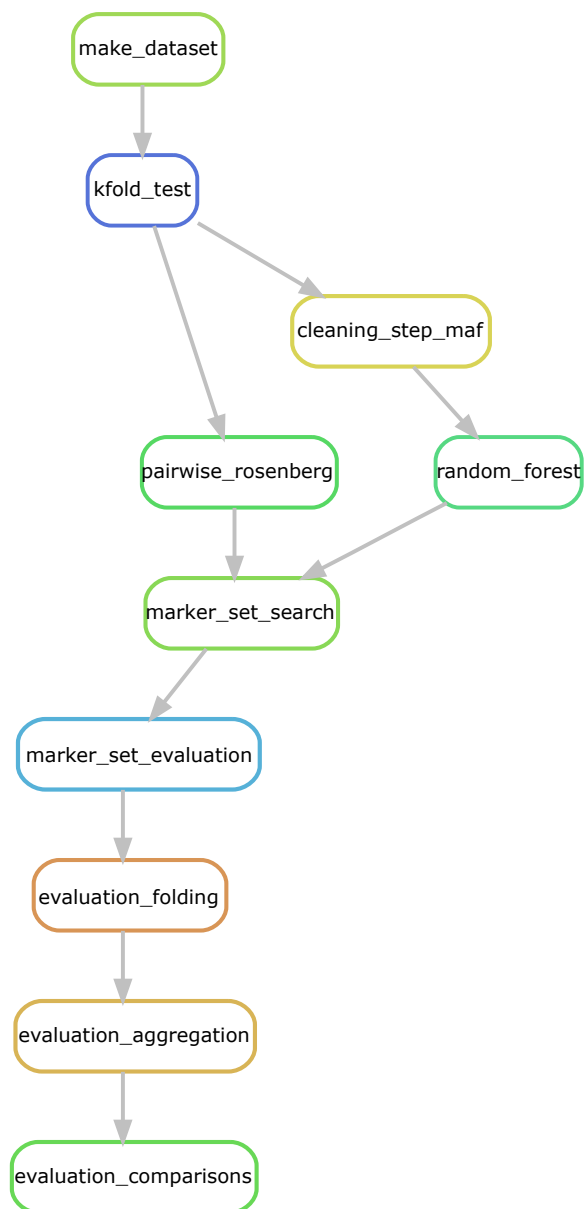 make_dataset
kfold_test
cleaning_step_maf
pairwise_rosenberg
random_forest
marker_set_search
marker_set_evaluation
evaluation_folding
evaluation_aggregation
evaluation_comparisons